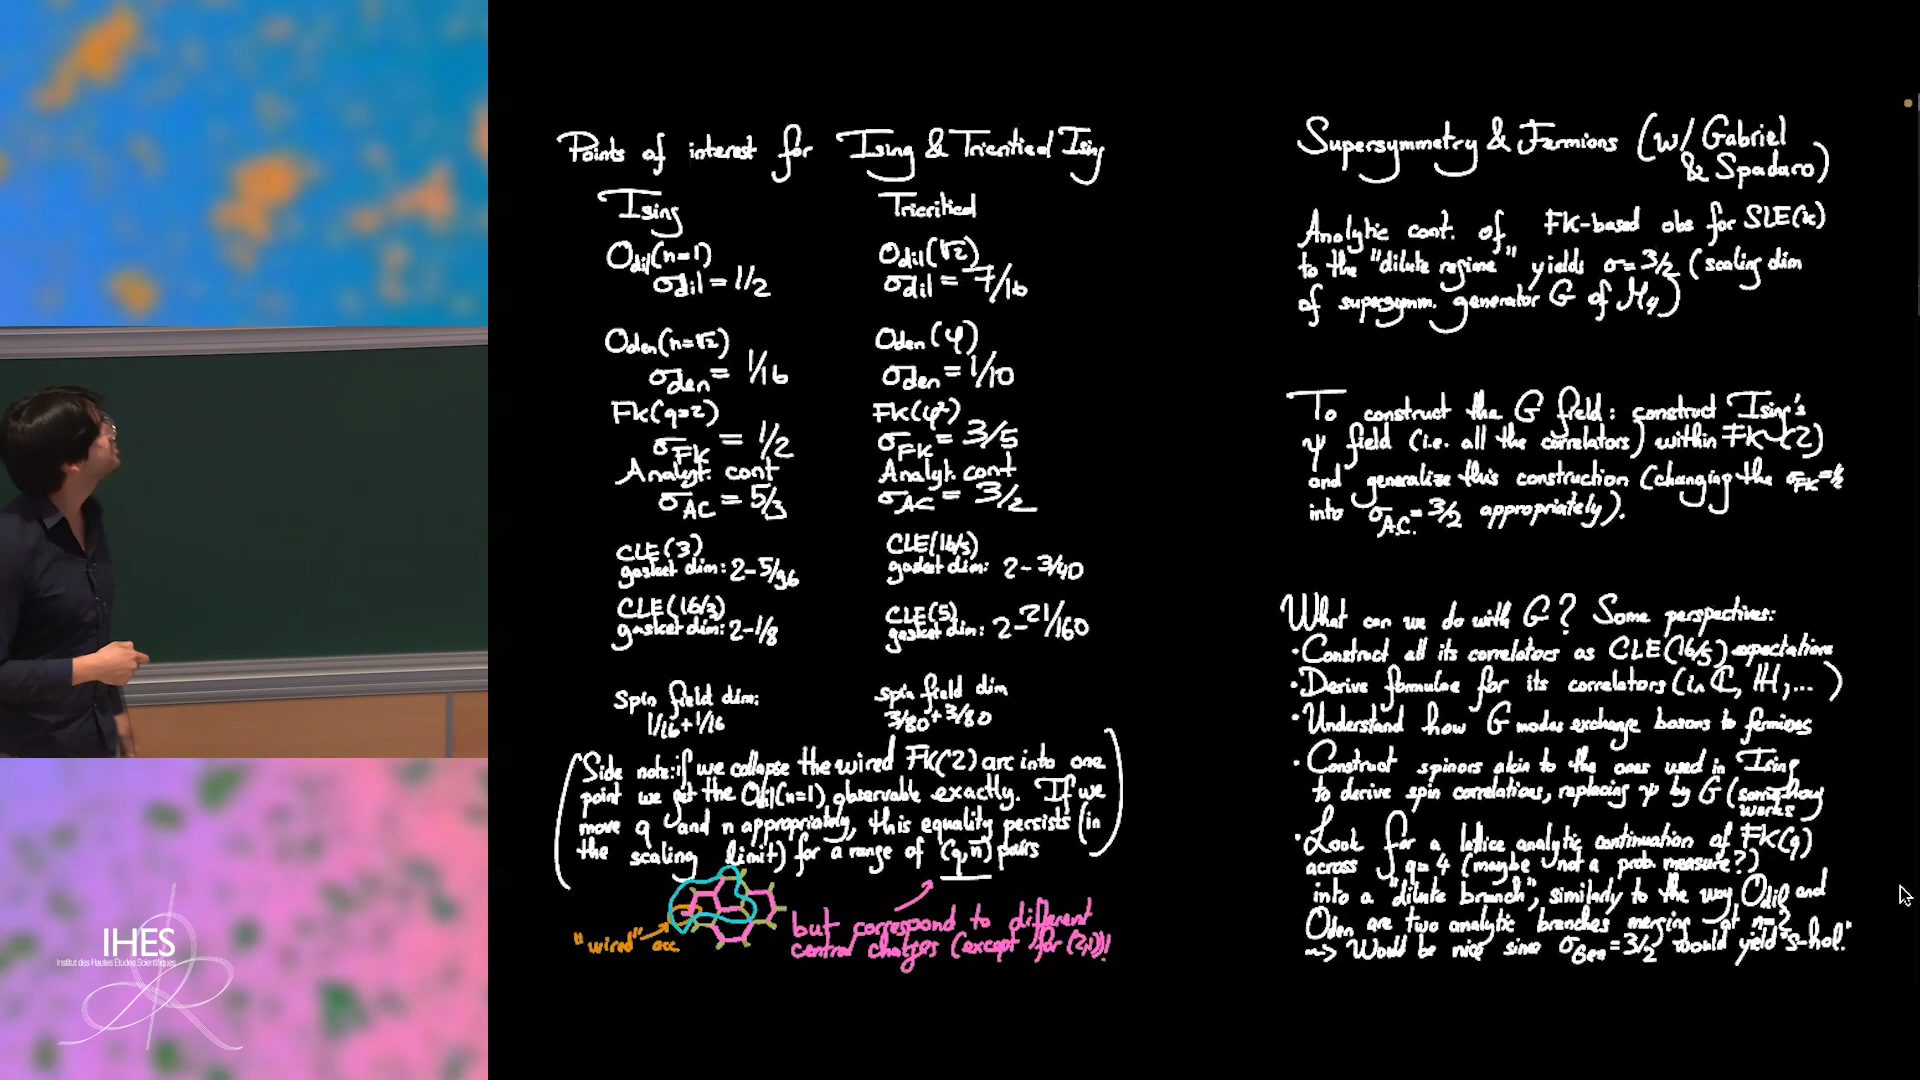 Points of interest for Ising & Tricritical Ising
Ising
O_dil(n=1)
σ_dil = 1/2
O_den(n=√2)
σ_den = 1/16
FK(q=2)
σ_FK = 1/2
Analyt. cont
σ_AC = 5/3
CLE(3)
gasket dim: 2-5/96
CLE(16/3)
gasket dim: 2-1/8
Spin field dim:
1/16+1/16
Tricritical
O_dil(√2)
σ_dil = 7/16
O_den(φ)
σ_den = 1/10
FK(φ²)
σ_FK = 3/5
Analyt. cont
σ_AC = 3/2
CLE(16/5)
gasket dim: 2-3/40
CLE(5)
gasket dim: 2-21/160
spin field dim
3/80+3/80
(Side note: if we collapse the wired FK(2) arc into one
point we get the O_dil(n=1) observable exactly. If we
move q and n appropriately, this equality persists (in
the scaling limit) for a range of (q,n) pairs)
"wired" arc
but correspond to different
central charges (except for (2,1))!
Supersymmetry & Fermions (w/ Gabriel
& Spadaro)
Analytic cont. of FK-based obs for SLE(κ)
to the "dilute regime" yields σ=3/2 (scaling dim
of supersymm. generator G of M₄)
To construct the G field: construct Ising's
ψ field (i.e. all the correlators) within FK(2)
and generalize this construction (changing the σ_FK=½
into σ_A.C.=3/2 appropriately).
What can we do with G? Some perspectives:
• Construct all its correlators as CLE(16/5) expectations
• Derive formulae for its correlators (in ℂ, ℍ, ...)
• Understand how G modes exchange bosons to fermions
• Construct spinors akin to the ones used in Ising
to derive spin correlations, replacing ψ by G (somehow
works)
• Look for a lattice analytic continuation of FK(q)
across q=4 (maybe not a prob. measure?)
into a "dilute branch", similarly to the way O_dil and
O_den are two analytic branches merging at n=2
~> Would be nice since σ_Gen=3/2 would yield "s-hol."
IHES
Institut des Hautes Études Scientifiques